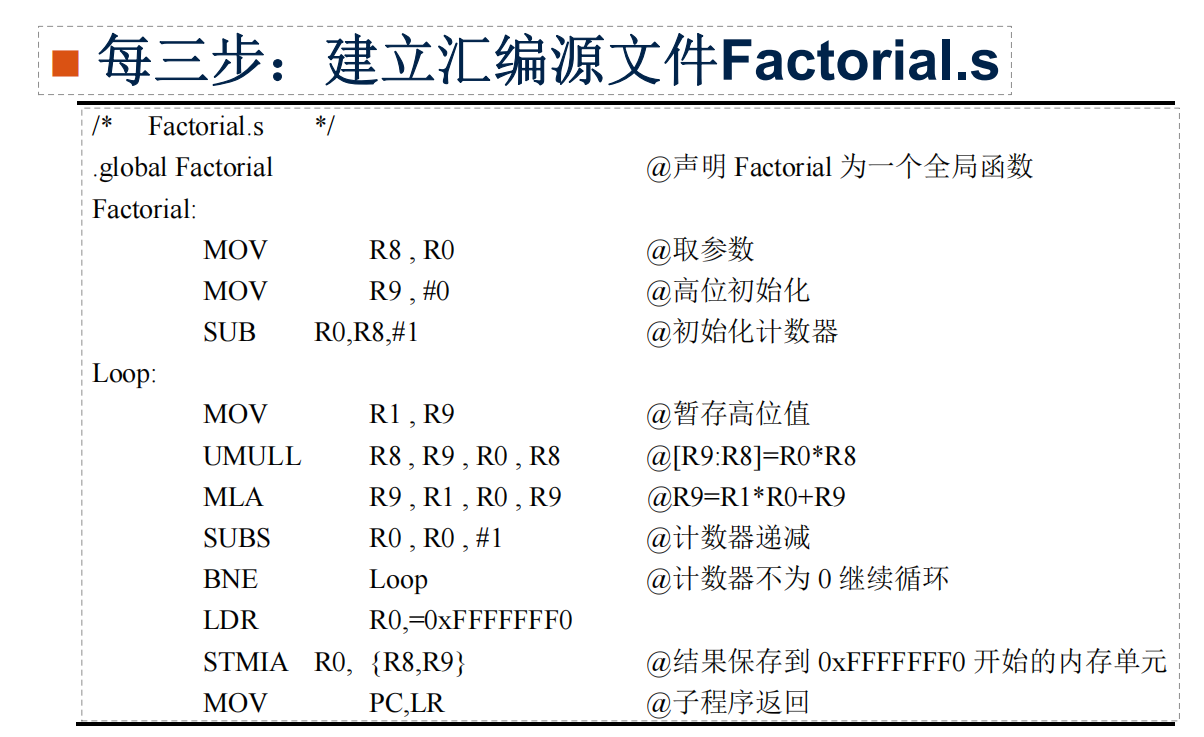 每三步：建立汇编源文件Factorial.s
/* Factorial.s */
.global Factorial @声明 Factorial 为一个全局函数
Factorial:
MOV R8 , R0 @取参数
MOV R9 , #0 @高位初始化
SUB R0,R8,#1 @初始化计数器
Loop:
MOV R1 , R9 @暂存高位值
UMULL R8 , R9 , R0 , R8 @[R9:R8]=R0*R8
MLA R9 , R1 , R0 , R9 @R9=R1*R0+R9
SUBS R0 , R0 , #1 @计数器递减
BNE Loop @计数器不为 0 继续循环
LDR R0,=0xFFFFFFF0
STMIA R0, {R8,R9} @结果保存到 0xFFFFFFF0 开始的内存单元
MOV PC,LR @子程序返回